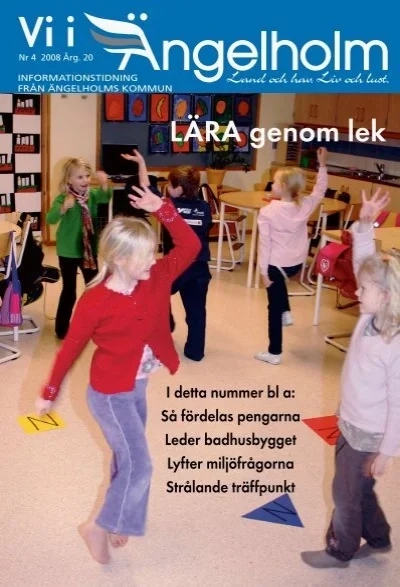 Vi i Ängelholm
Nr 4 2008 Årg. 20
Land och hav. Liv och lust.
INFORMATIONSTIDNING
FRÅN ÄNGELHOLMS KOMMUN
LÄRA genom lek
I detta nummer bl a:
Så fördelas pengarna
Leder badhusbygget
Lyfter miljöfrågorna
Strålande träffpunkt
N
N
N